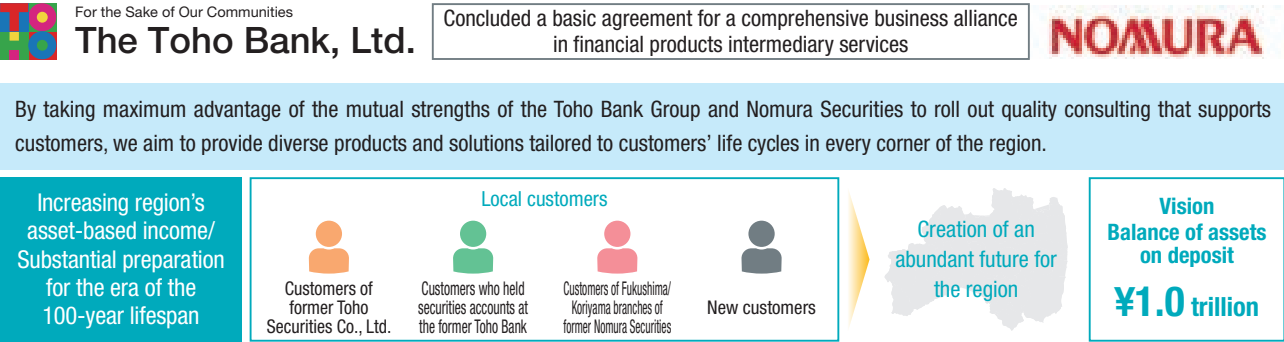 TOHO
For the Sake of Our Communities
The Toho Bank, Ltd.
Concluded a basic agreement for a comprehensive business alliance
in financial products intermediary services
NOMURA
By taking maximum advantage of the mutual strengths of the Toho Bank Group and Nomura Securities to roll out quality consulting that supports
customers, we aim to provide diverse products and solutions tailored to customers' life cycles in every corner of the region.
Increasing region's
asset-based income/
Substantial preparation
for the era of the
100-year lifespan
Local customers
Customers of
former Toho
Securities Co., Ltd.
Customers who held
securities accounts at
the former Toho Bank
Customers of Fukushima/
Koriyama branches of
former Nomura Securities
New customers
Creation of an
abundant future for
the region
Vision
Balance of assets
on deposit
¥1.0 trillion